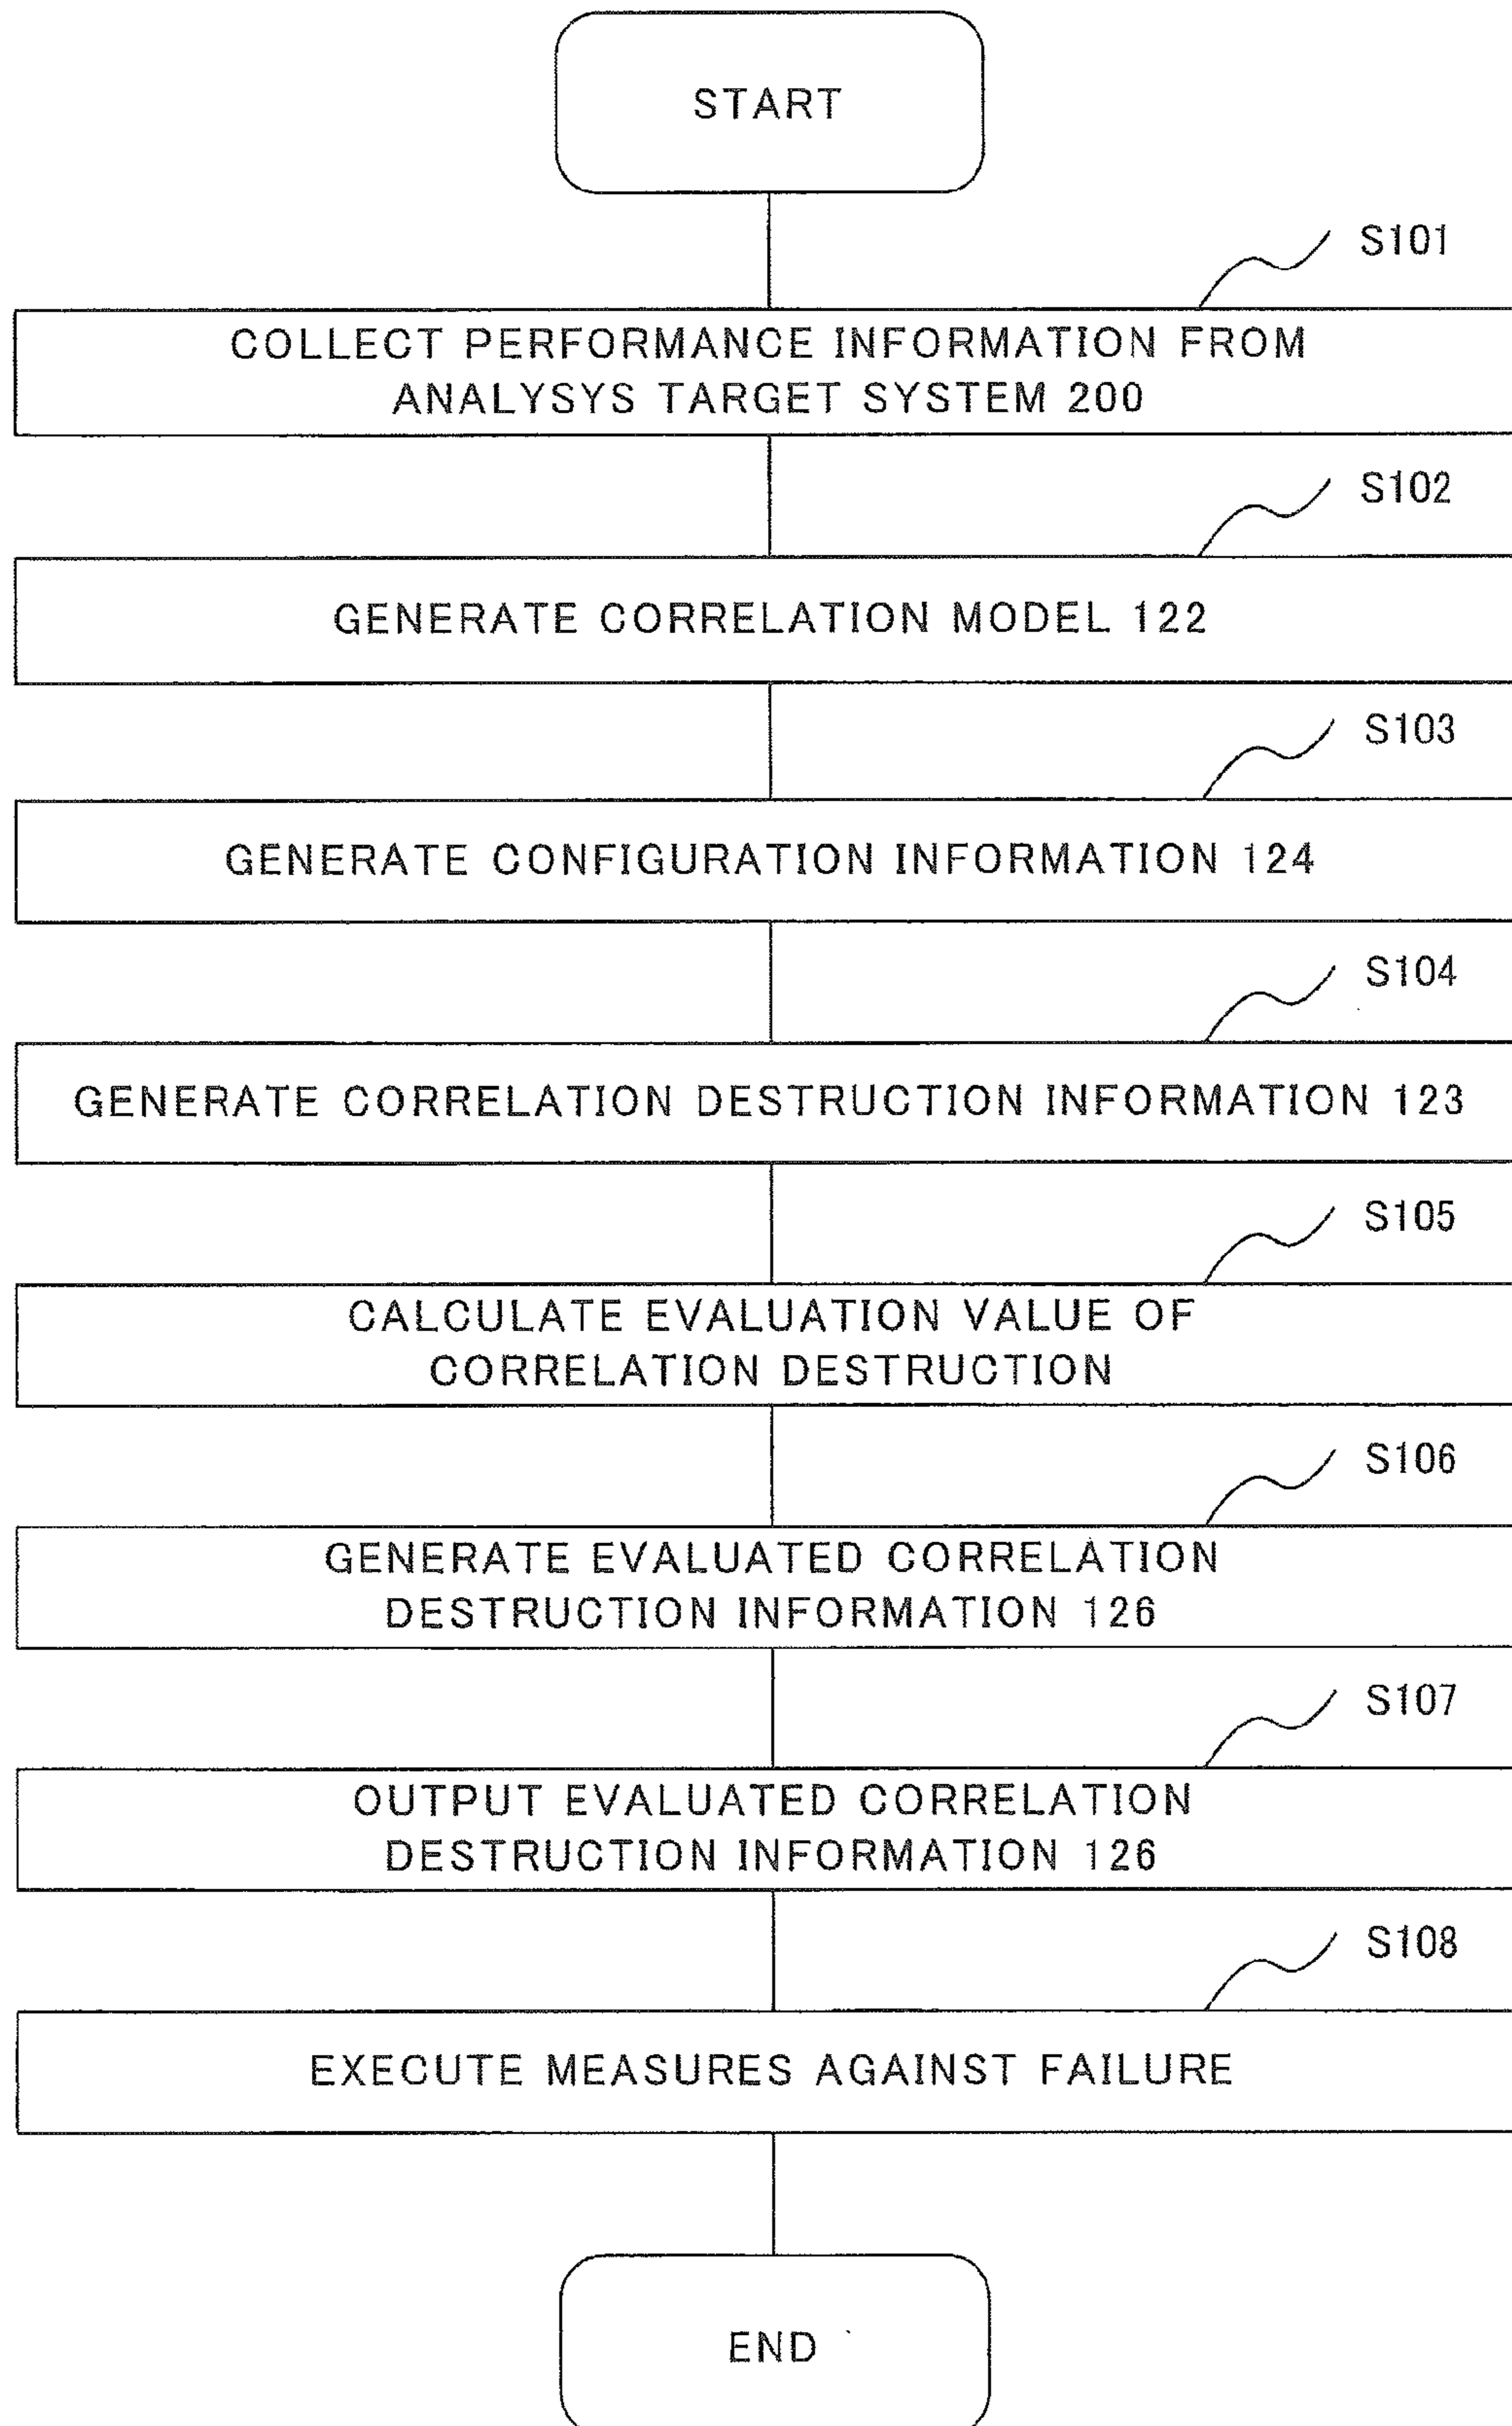 START
S101
COLLECT PERFORMANCE INFORMATION FROM
ANALYSYS TARGET SYSTEM 200
S102
GENERATE CORRELATION MODEL 122
S103
GENERATE CONFIGURATION INFORMATION 124
S104
GENERATE CORRELATION DESTRUCTION INFORMATION 123
S105
CALCULATE EVALUATION VALUE OF
CORRELATION DESTRUCTION
S106
GENERATE EVALUATED CORRELATION
DESTRUCTION INFORMATION 126
S107
OUTPUT EVALUATED CORRELATION
DESTRUCTION INFORMATION 126
S108
EXECUTE MEASURES AGAINST FAILURE
END